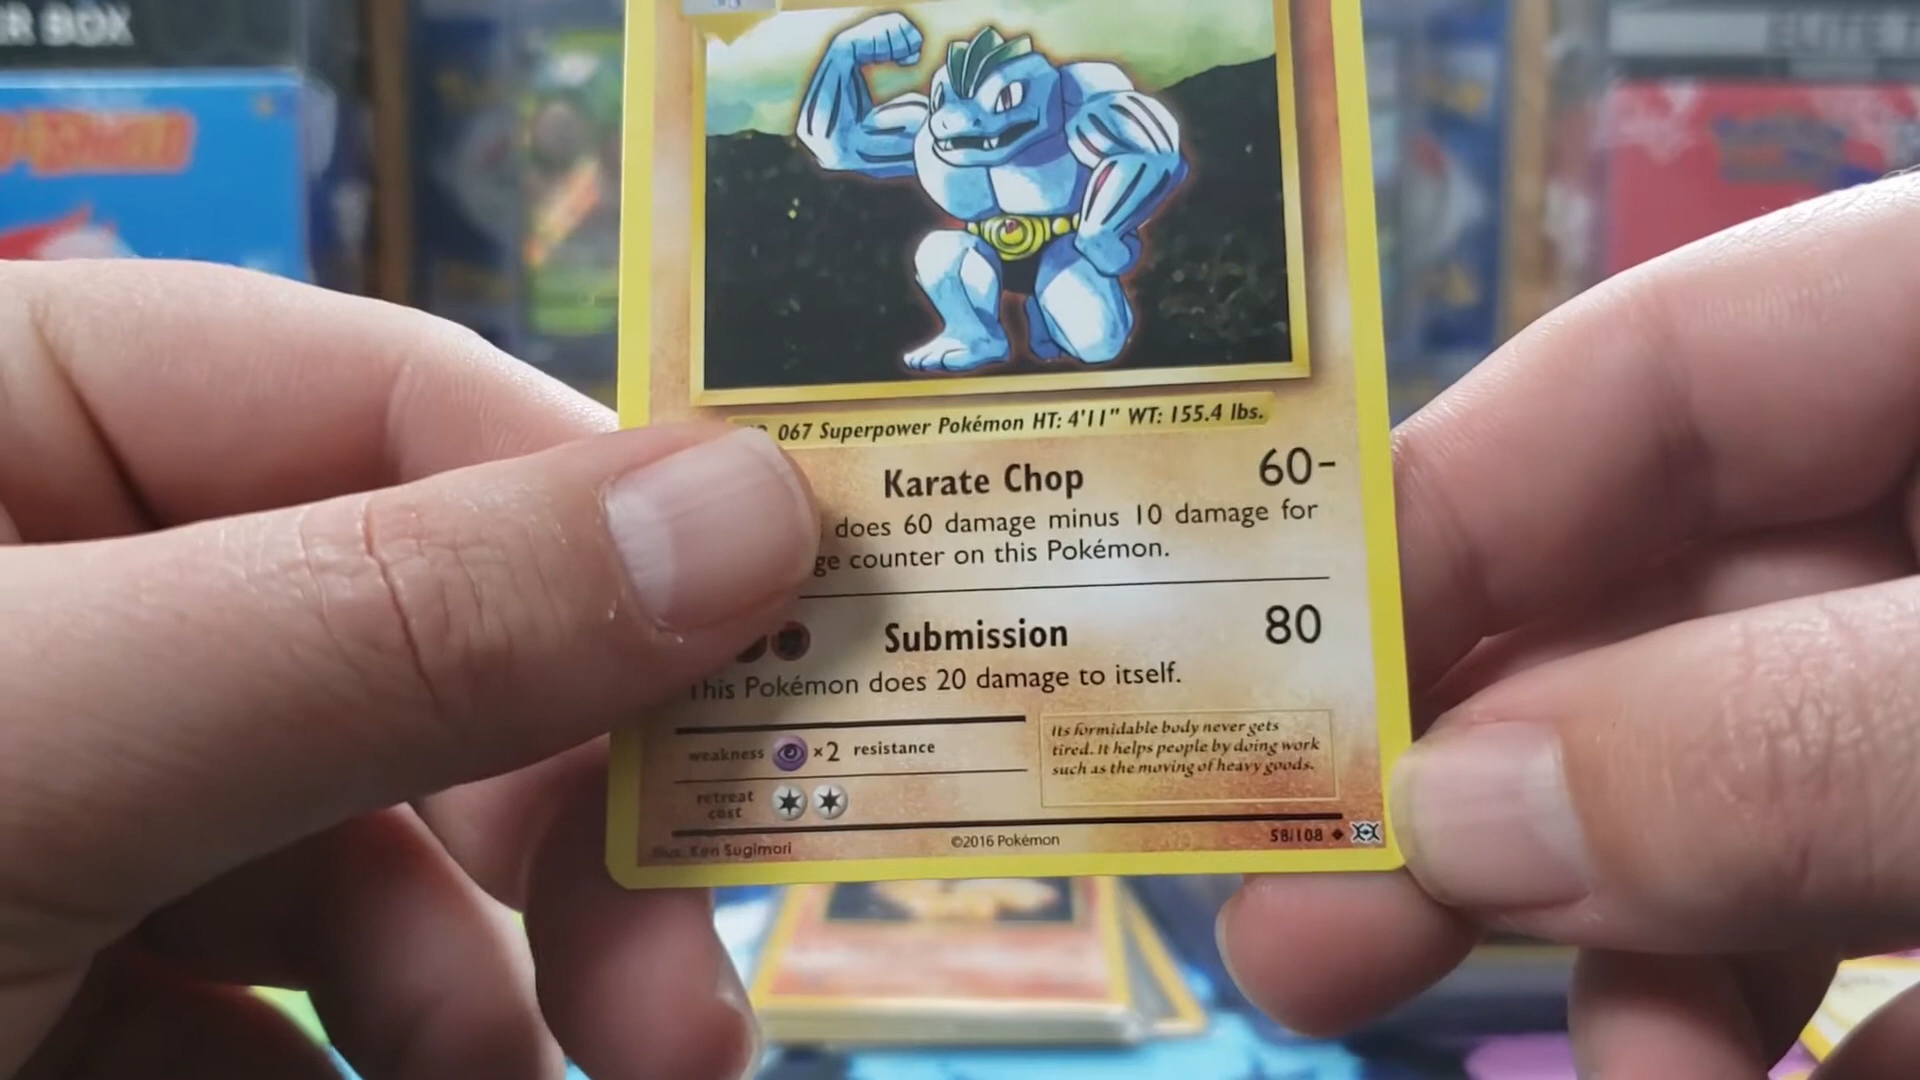 R BOX
067 Superpower Pokémon HT: 4'11" WT: 155.4 lbs.
Karate Chop 60-
does 60 damage minus 10 damage for
ge counter on this Pokémon.
Submission 80
This Pokémon does 20 damage to itself.
weakness ×2 resistance
Its formidable body never gets
tired. It helps people by doing work
such as the moving of heavy goods.
retreat
cost
Illus. Ken Sugimori ©2016 Pokémon 58/108